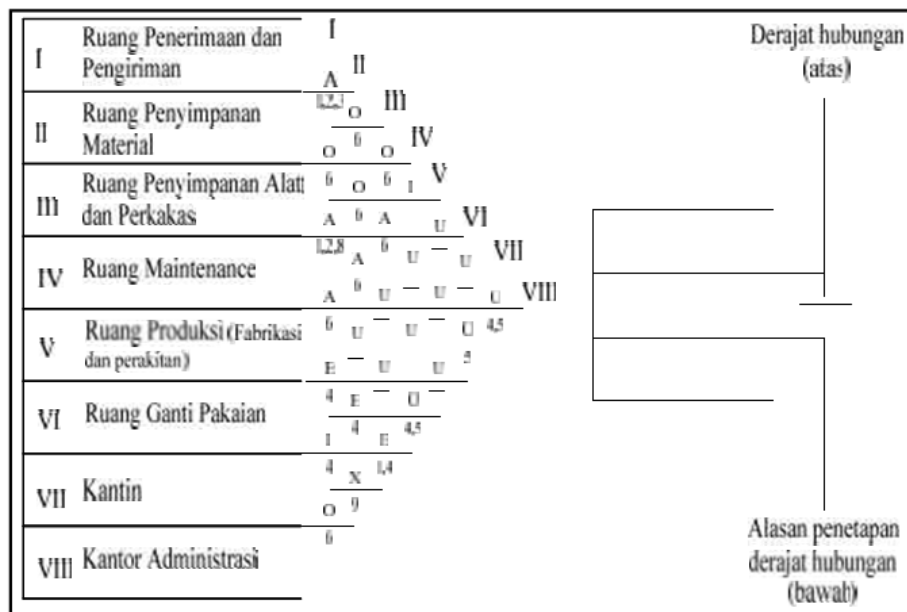 I
Ruang Penerimaan dan
Pengiriman
II
Ruang Penyimpanan
Material
III
Ruang Penyimpanan Alat
dan Perkakas
IV
Ruang Maintenance
V
Ruang Produksi (Fabrikasi
dan perakitan)
VI
Ruang Ganti Pakaian
VII
Kantin
VIII
Kantor Administrasi
I
A II
O III
6
O O IV
6 O 6 I V
A 6 A U VI
1,2,8 A 6 U – U VII
A 6 U – U – U VIII
6 U – U – U 4,5
E – U – U 5
4 E – U –
I 4 E 4,5
4 X 1,4
O 9
6
Derajat hubungan
(atas)
Alasan penetapan
derajat hubungan
(bawah)